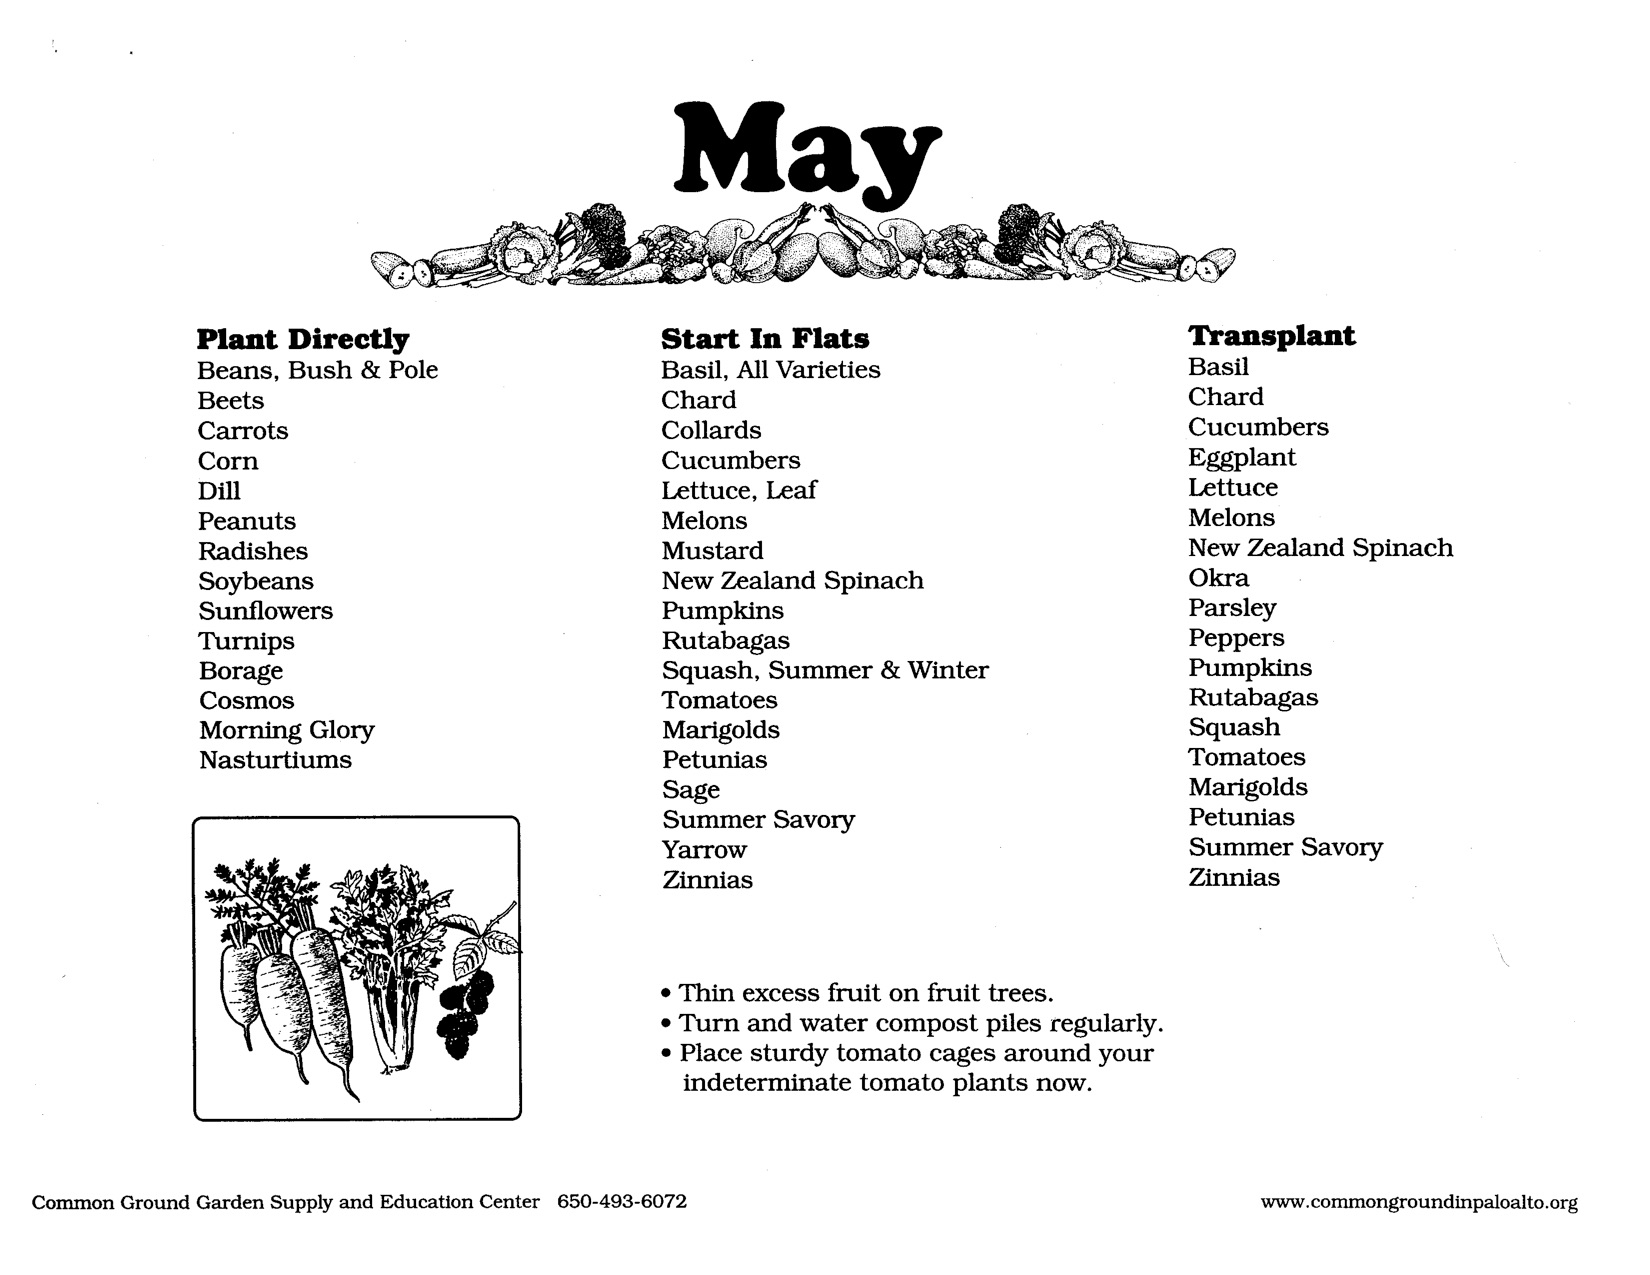 May
Plant Directly
Beans, Bush & Pole
Beets
Carrots
Corn
Dill
Peanuts
Radishes
Soybeans
Sunflowers
Turnips
Borage
Cosmos
Morning Glory
Nasturtiums
Start In Flats
Basil, All Varieties
Chard
Collards
Cucumbers
Lettuce, Leaf
Melons
Mustard
New Zealand Spinach
Pumpkins
Rutabagas
Squash, Summer & Winter
Tomatoes
Marigolds
Petunias
Sage
Summer Savory
Yarrow
Zinnias
Transplant
Basil
Chard
Cucumbers
Eggplant
Lettuce
Melons
New Zealand Spinach
Okra
Parsley
Peppers
Pumpkins
Rutabagas
Squash
Tomatoes
Marigolds
Petunias
Summer Savory
Zinnias
• Thin excess fruit on fruit trees.
• Turn and water compost piles regularly.
• Place sturdy tomato cages around your
indeterminate tomato plants now.
Common Ground Garden Supply and Education Center 650-493-6072
www.commongroundinpaloalto.org